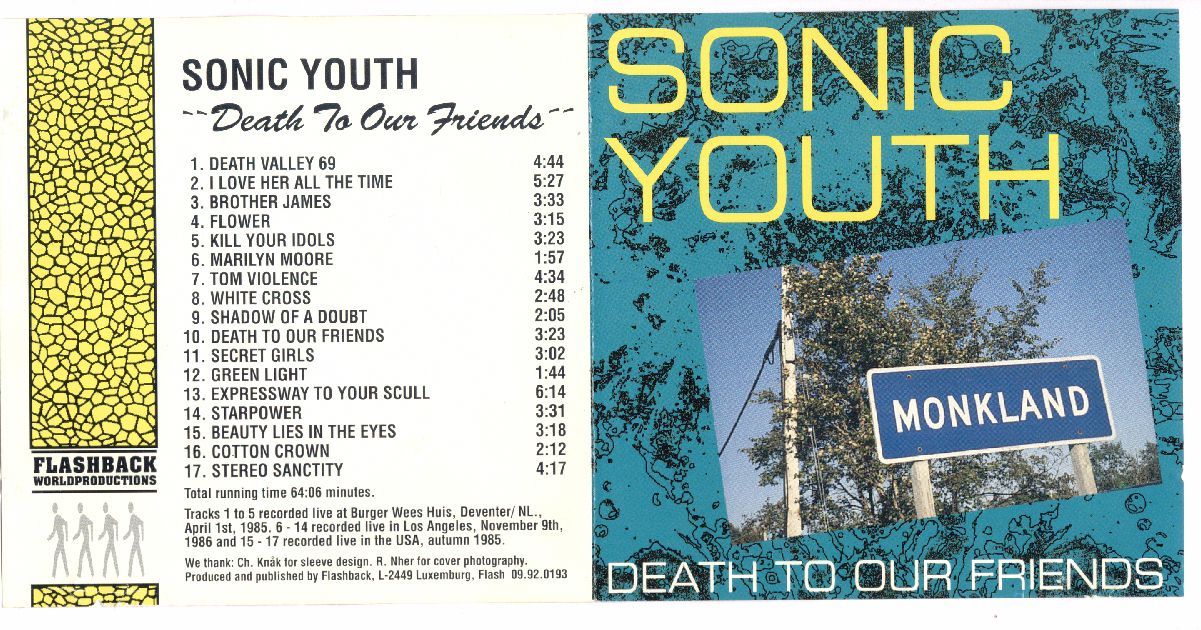 SONIC YOUTH
~~Death To Our Friends~~
1. DEATH VALLEY 69 4:44
2. I LOVE HER ALL THE TIME 5:27
3. BROTHER JAMES 3:33
4. FLOWER 3:15
5. KILL YOUR IDOLS 3:23
6. MARILYN MOORE 1:57
7. TOM VIOLENCE 4:34
8. WHITE CROSS 2:48
9. SHADOW OF A DOUBT 2:05
10. DEATH TO OUR FRIENDS 3:23
11. SECRET GIRLS 3:02
12. GREEN LIGHT 1:44
13. EXPRESSWAY TO YOUR SCULL 6:14
14. STARPOWER 3:31
15. BEAUTY LIES IN THE EYES 3:18
16. COTTON CROWN 2:12
17. STEREO SANCTITY 4:17
Total running time 64:06 minutes.
Tracks 1 to 5 recorded live at Burger Wees Huis, Deventer/ NL.,
April 1st, 1985. 6 - 14 recorded live in Los Angeles, November 9th,
1986 and 15 - 17 recorded live in the USA, autumn 1985.
We thank: Ch. Knåk for sleeve design. R. Nher for cover photography.
Produced and published by Flashback, L-2449 Luxemburg, Flash 09.92.0193
FLASHBACK
WORLDPRODUCTIONS
SONIC
YOUTH
MONKLAND
DEATH TO OUR FRIENDS